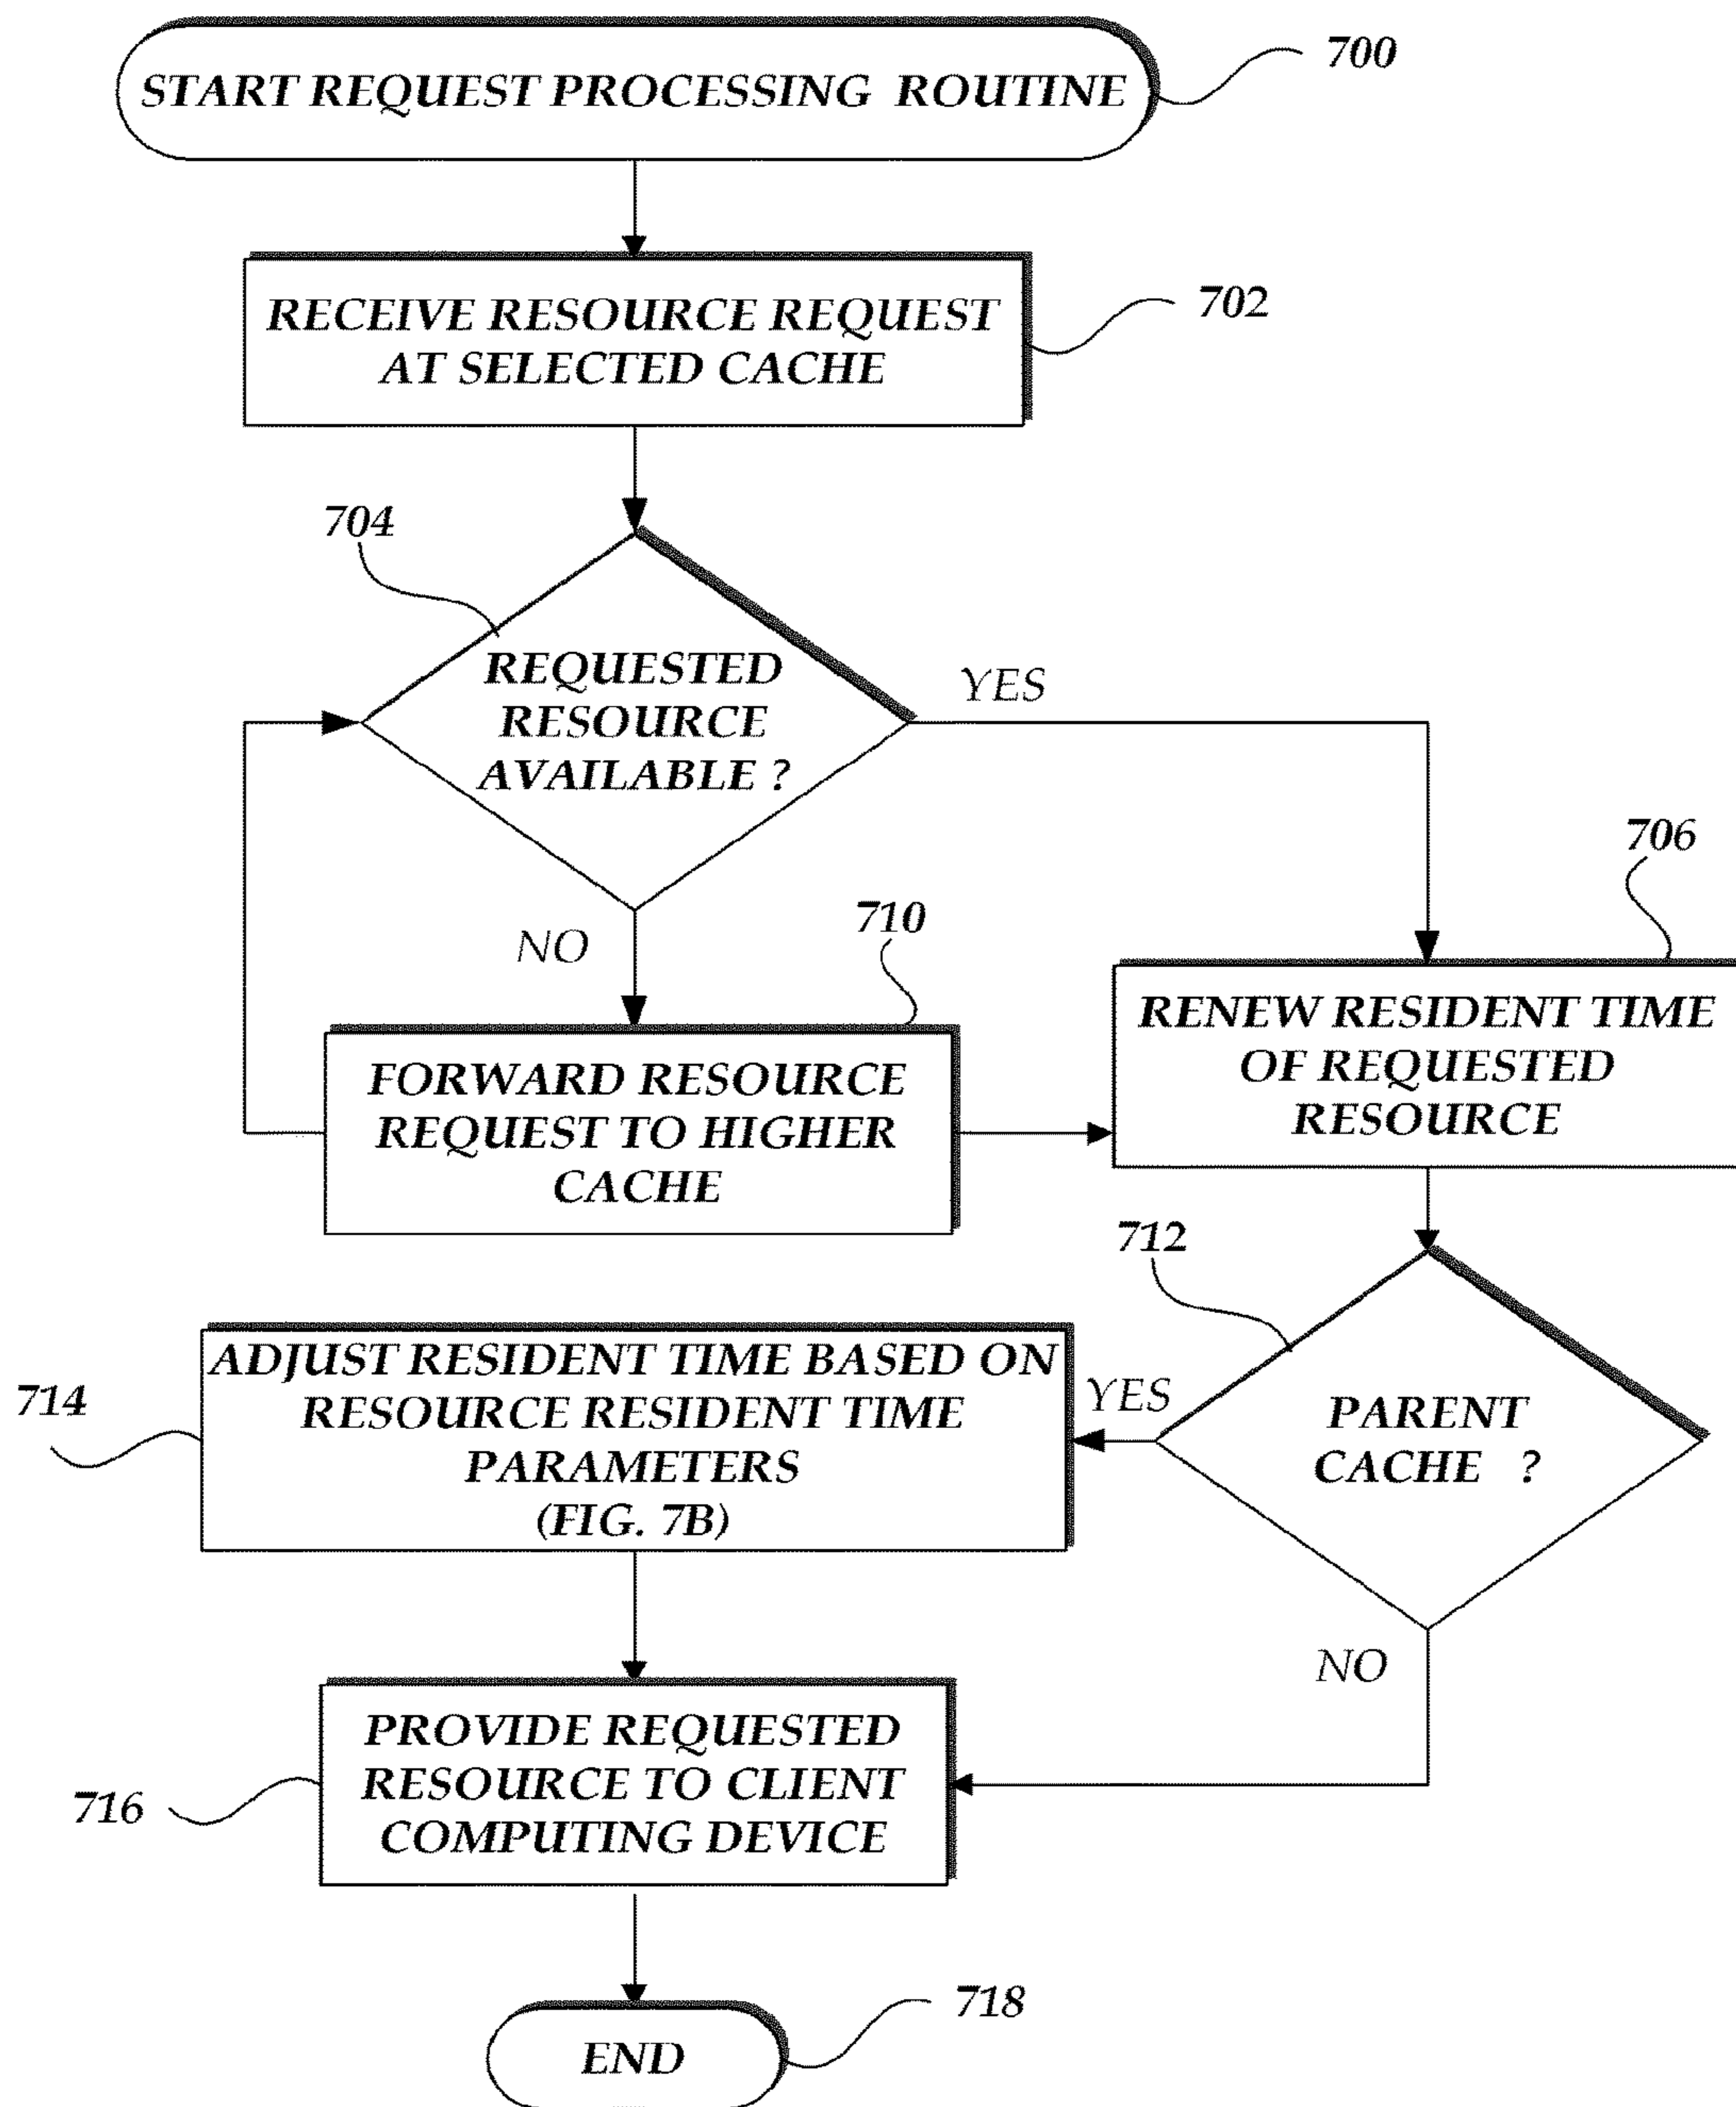 START REQUEST PROCESSING ROUTINE
700
RECEIVE RESOURCE REQUEST
AT SELECTED CACHE
702
704
REQUESTED
RESOURCE
AVAILABLE ?
YES
NO
706
710
RENEW RESIDENT TIME
OF REQUESTED
RESOURCE
FORWARD RESOURCE
REQUEST TO HIGHER
CACHE
712
PARENT
CACHE ?
YES
NO
714
ADJUST RESIDENT TIME BASED ON
RESOURCE RESIDENT TIME
PARAMETERS
(FIG. 7B)
716
PROVIDE REQUESTED
RESOURCE TO CLIENT
COMPUTING DEVICE
718
END